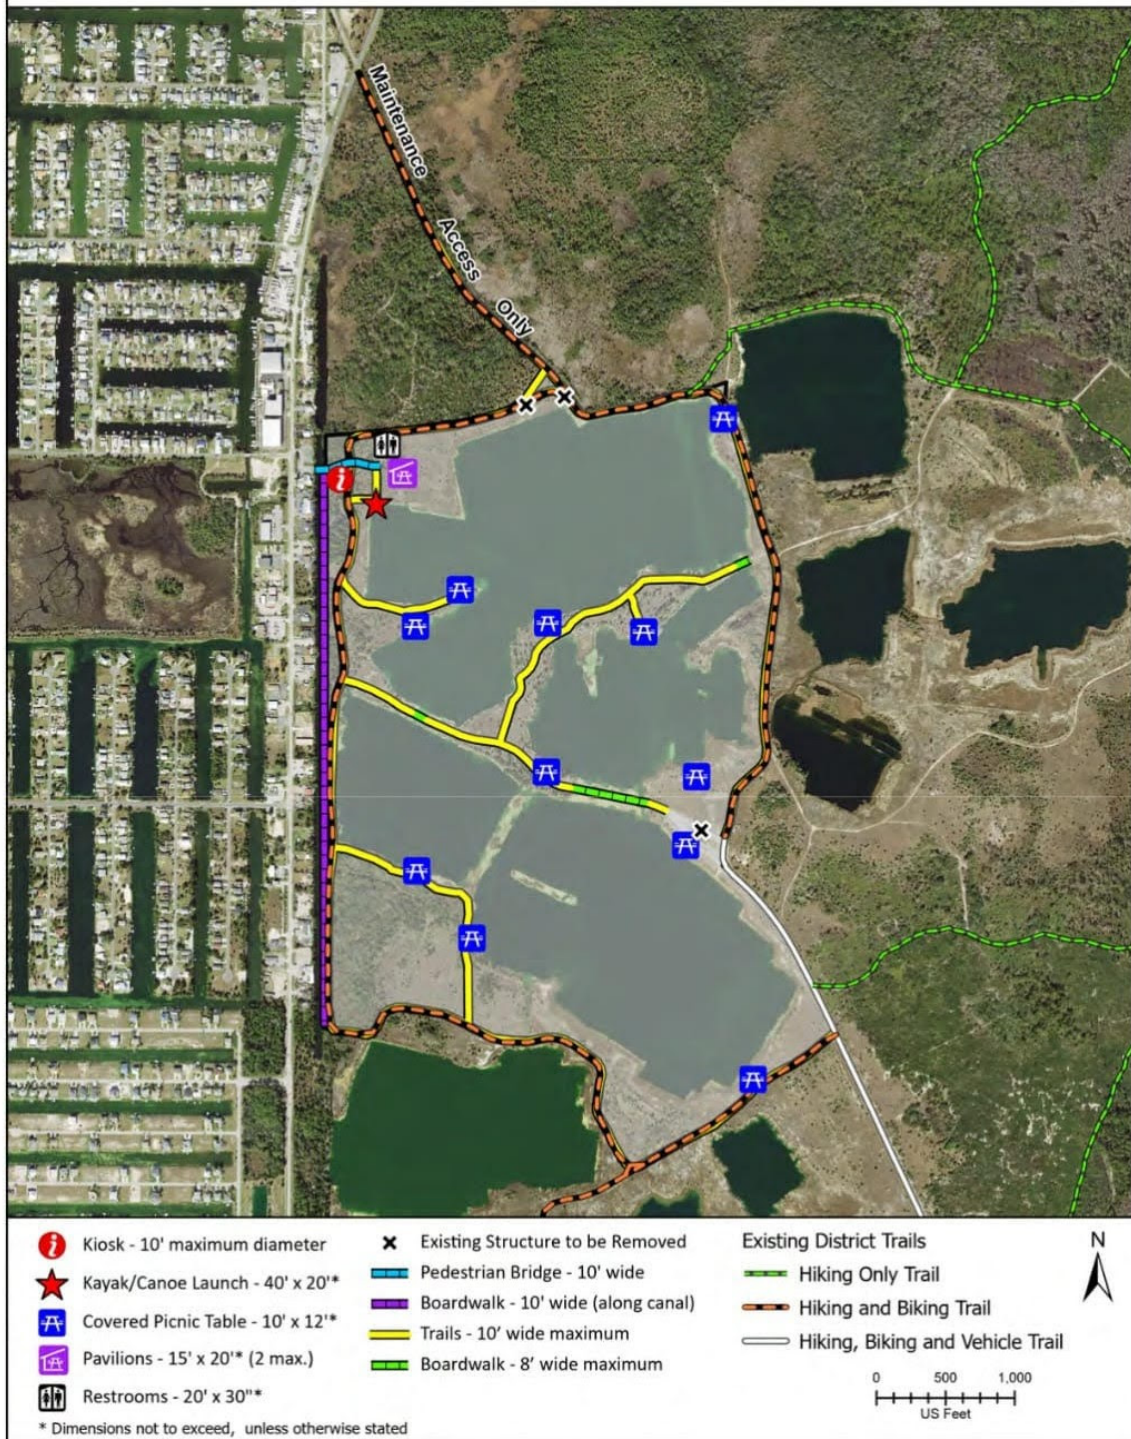 Maintenance
Access
Only
Kiosk - 10' maximum diameter
Kayak/Canoe Launch - 40' x 20'*
Covered Picnic Table - 10' x 12'*
Pavilions - 15' x 20'* (2 max.)
Restrooms - 20' x 30"*
* Dimensions not to exceed, unless otherwise stated
Existing Structure to be Removed
Pedestrian Bridge - 10' wide
Boardwalk - 10' wide (along canal)
Trails - 10’ wide maximum
Boardwalk - 8’ wide maximum
Existing District Trails
Hiking Only Trail
Hiking and Biking Trail
Hiking, Biking and Vehicle Trail
N
0 500 1,000
US Feet